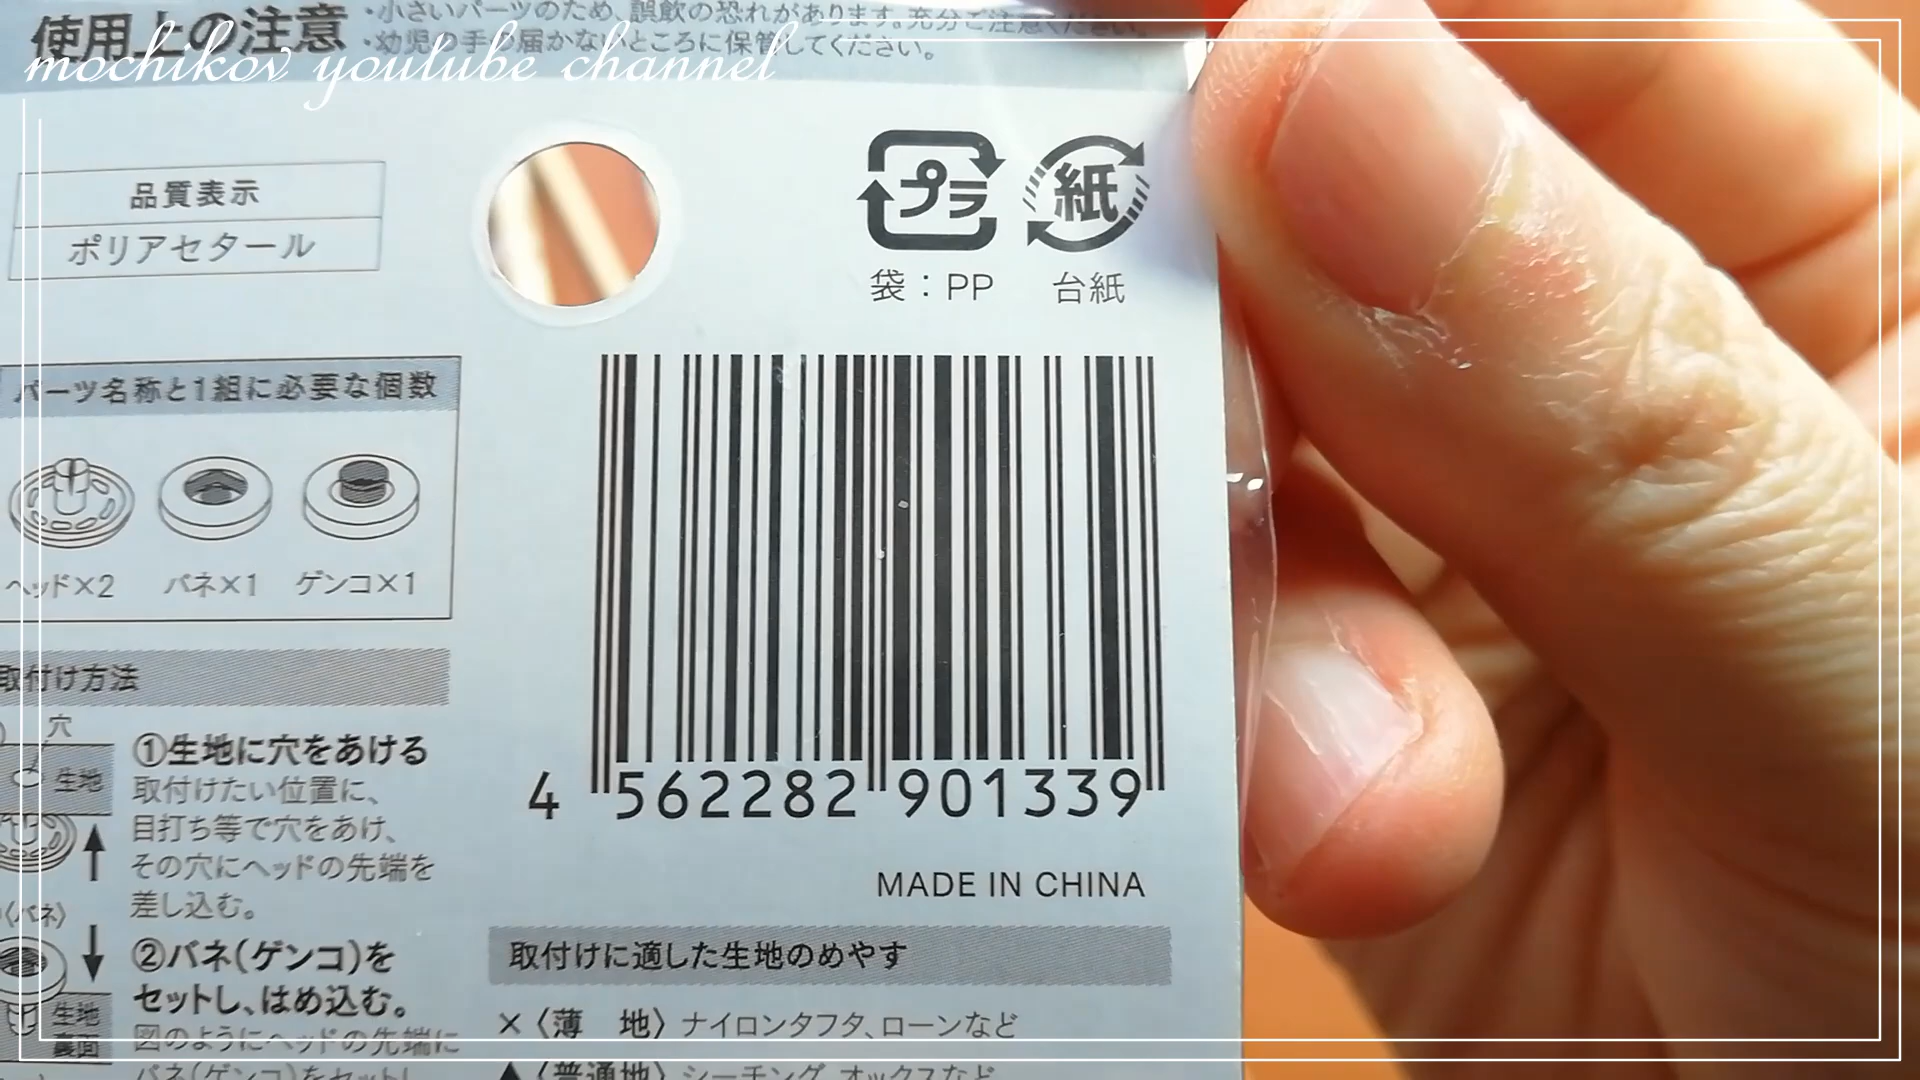 使用上の注意
・小さいパーツのため、誤飲の恐れがあります。充分ご注意ください。
・幼児の手の届かないところに保管してください。
mochikov youtube channel
品質表示
ポリアセタール
プラ
紙
袋：PP
台紙
パーツ名称と1組に必要な個数
ヘッド×2
バネ×1
ゲンコ×1
4 562282 901339
MADE IN CHINA
取付け方法
穴
生地
①生地に穴をあける
取付けたい位置に、
目打ち等で穴をあけ、
その穴にヘッドの先端を
差し込む。
(バネ)
②バネ(ゲンコ)を
セットし、はめ込む。
生地
裏面
図のようにヘッドの先端に
バネ(ゲンコ)をセットし
取付けに適した生地のめやす
×〈薄　地〉ナイロンタフタ、ローンなど
▲〈普通地〉シーチング、オックスなど